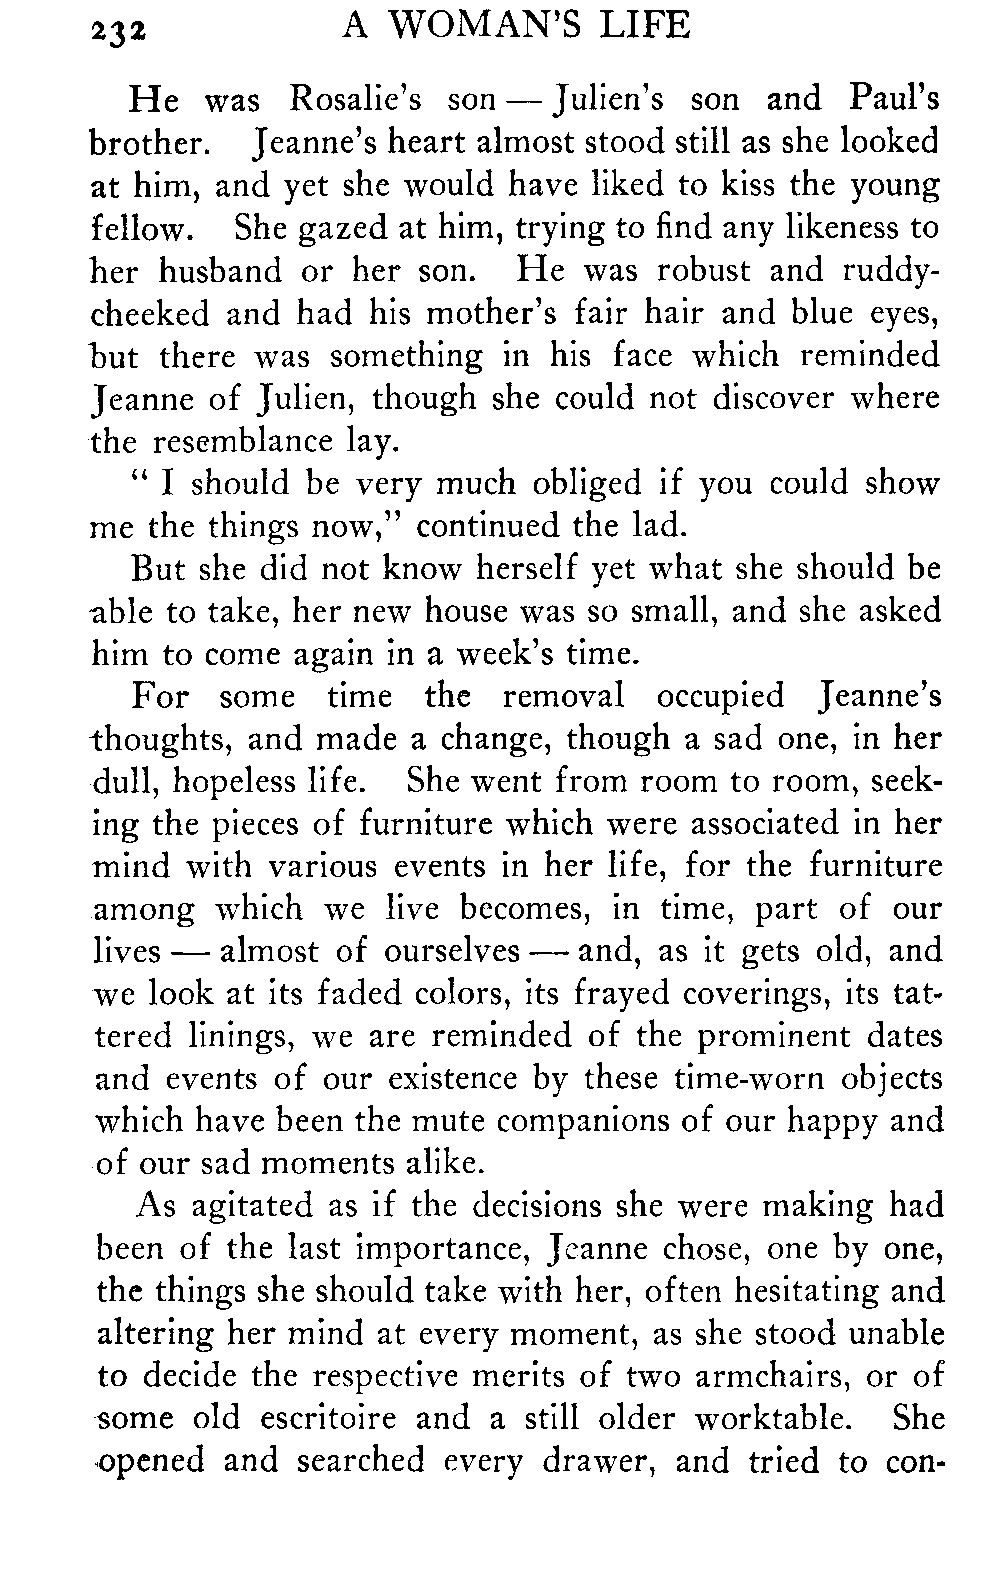 232 A WOMAN'S LIFE
He was Rosalie's son — Julien's son and Paul's
brother. Jeanne's heart almost stood still as she looked
at him, and yet she would have liked to kiss the young
fellow. She gazed at him, trying to find any likeness to
her husband or her son. He was robust and ruddy-
cheeked and had his mother's fair hair and blue eyes,
but there was something in his face which reminded
Jeanne of Julien, though she could not discover where
the resemblance lay.
" I should be very much obliged if you could show
me the things now," continued the lad.
But she did not know herself yet what she should be
able to take, her new house was so small, and she asked
him to come again in a week's time.
For some time the removal occupied Jeanne's
thoughts, and made a change, though a sad one, in her
dull, hopeless life. She went from room to room, seek-
ing the pieces of furniture which were associated in her
mind with various events in her life, for the furniture
among which we live becomes, in time, part of our
lives — almost of ourselves — and, as it gets old, and
we look at its faded colors, its frayed coverings, its tat-
tered linings, we are reminded of the prominent dates
and events of our existence by these time-worn objects
which have been the mute companions of our happy and
of our sad moments alike.
As agitated as if the decisions she were making had
been of the last importance, Jeanne chose, one by one,
the things she should take with her, often hesitating and
altering her mind at every moment, as she stood unable
to decide the respective merits of two armchairs, or of
some old escritoire and a still older worktable. She
opened and searched every drawer, and tried to con-